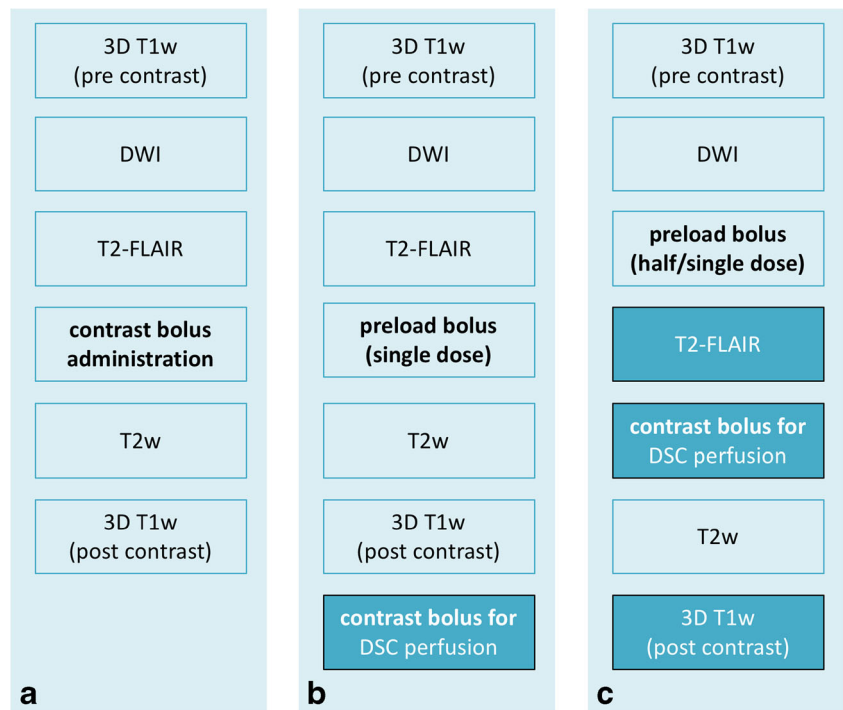 3D T1w
(pre contrast)
DWI
T2-FLAIR
contrast bolus
administration
T2w
3D T1w
(post contrast)
a
3D T1w
(pre contrast)
DWI
T2-FLAIR
preload bolus
(single dose)
T2w
3D T1w
(post contrast)
contrast bolus for
DSC perfusion
b
3D T1w
(pre contrast)
DWI
preload bolus
(half/single dose)
T2-FLAIR
contrast bolus for
DSC perfusion
T2w
3D T1w
(post contrast)
c